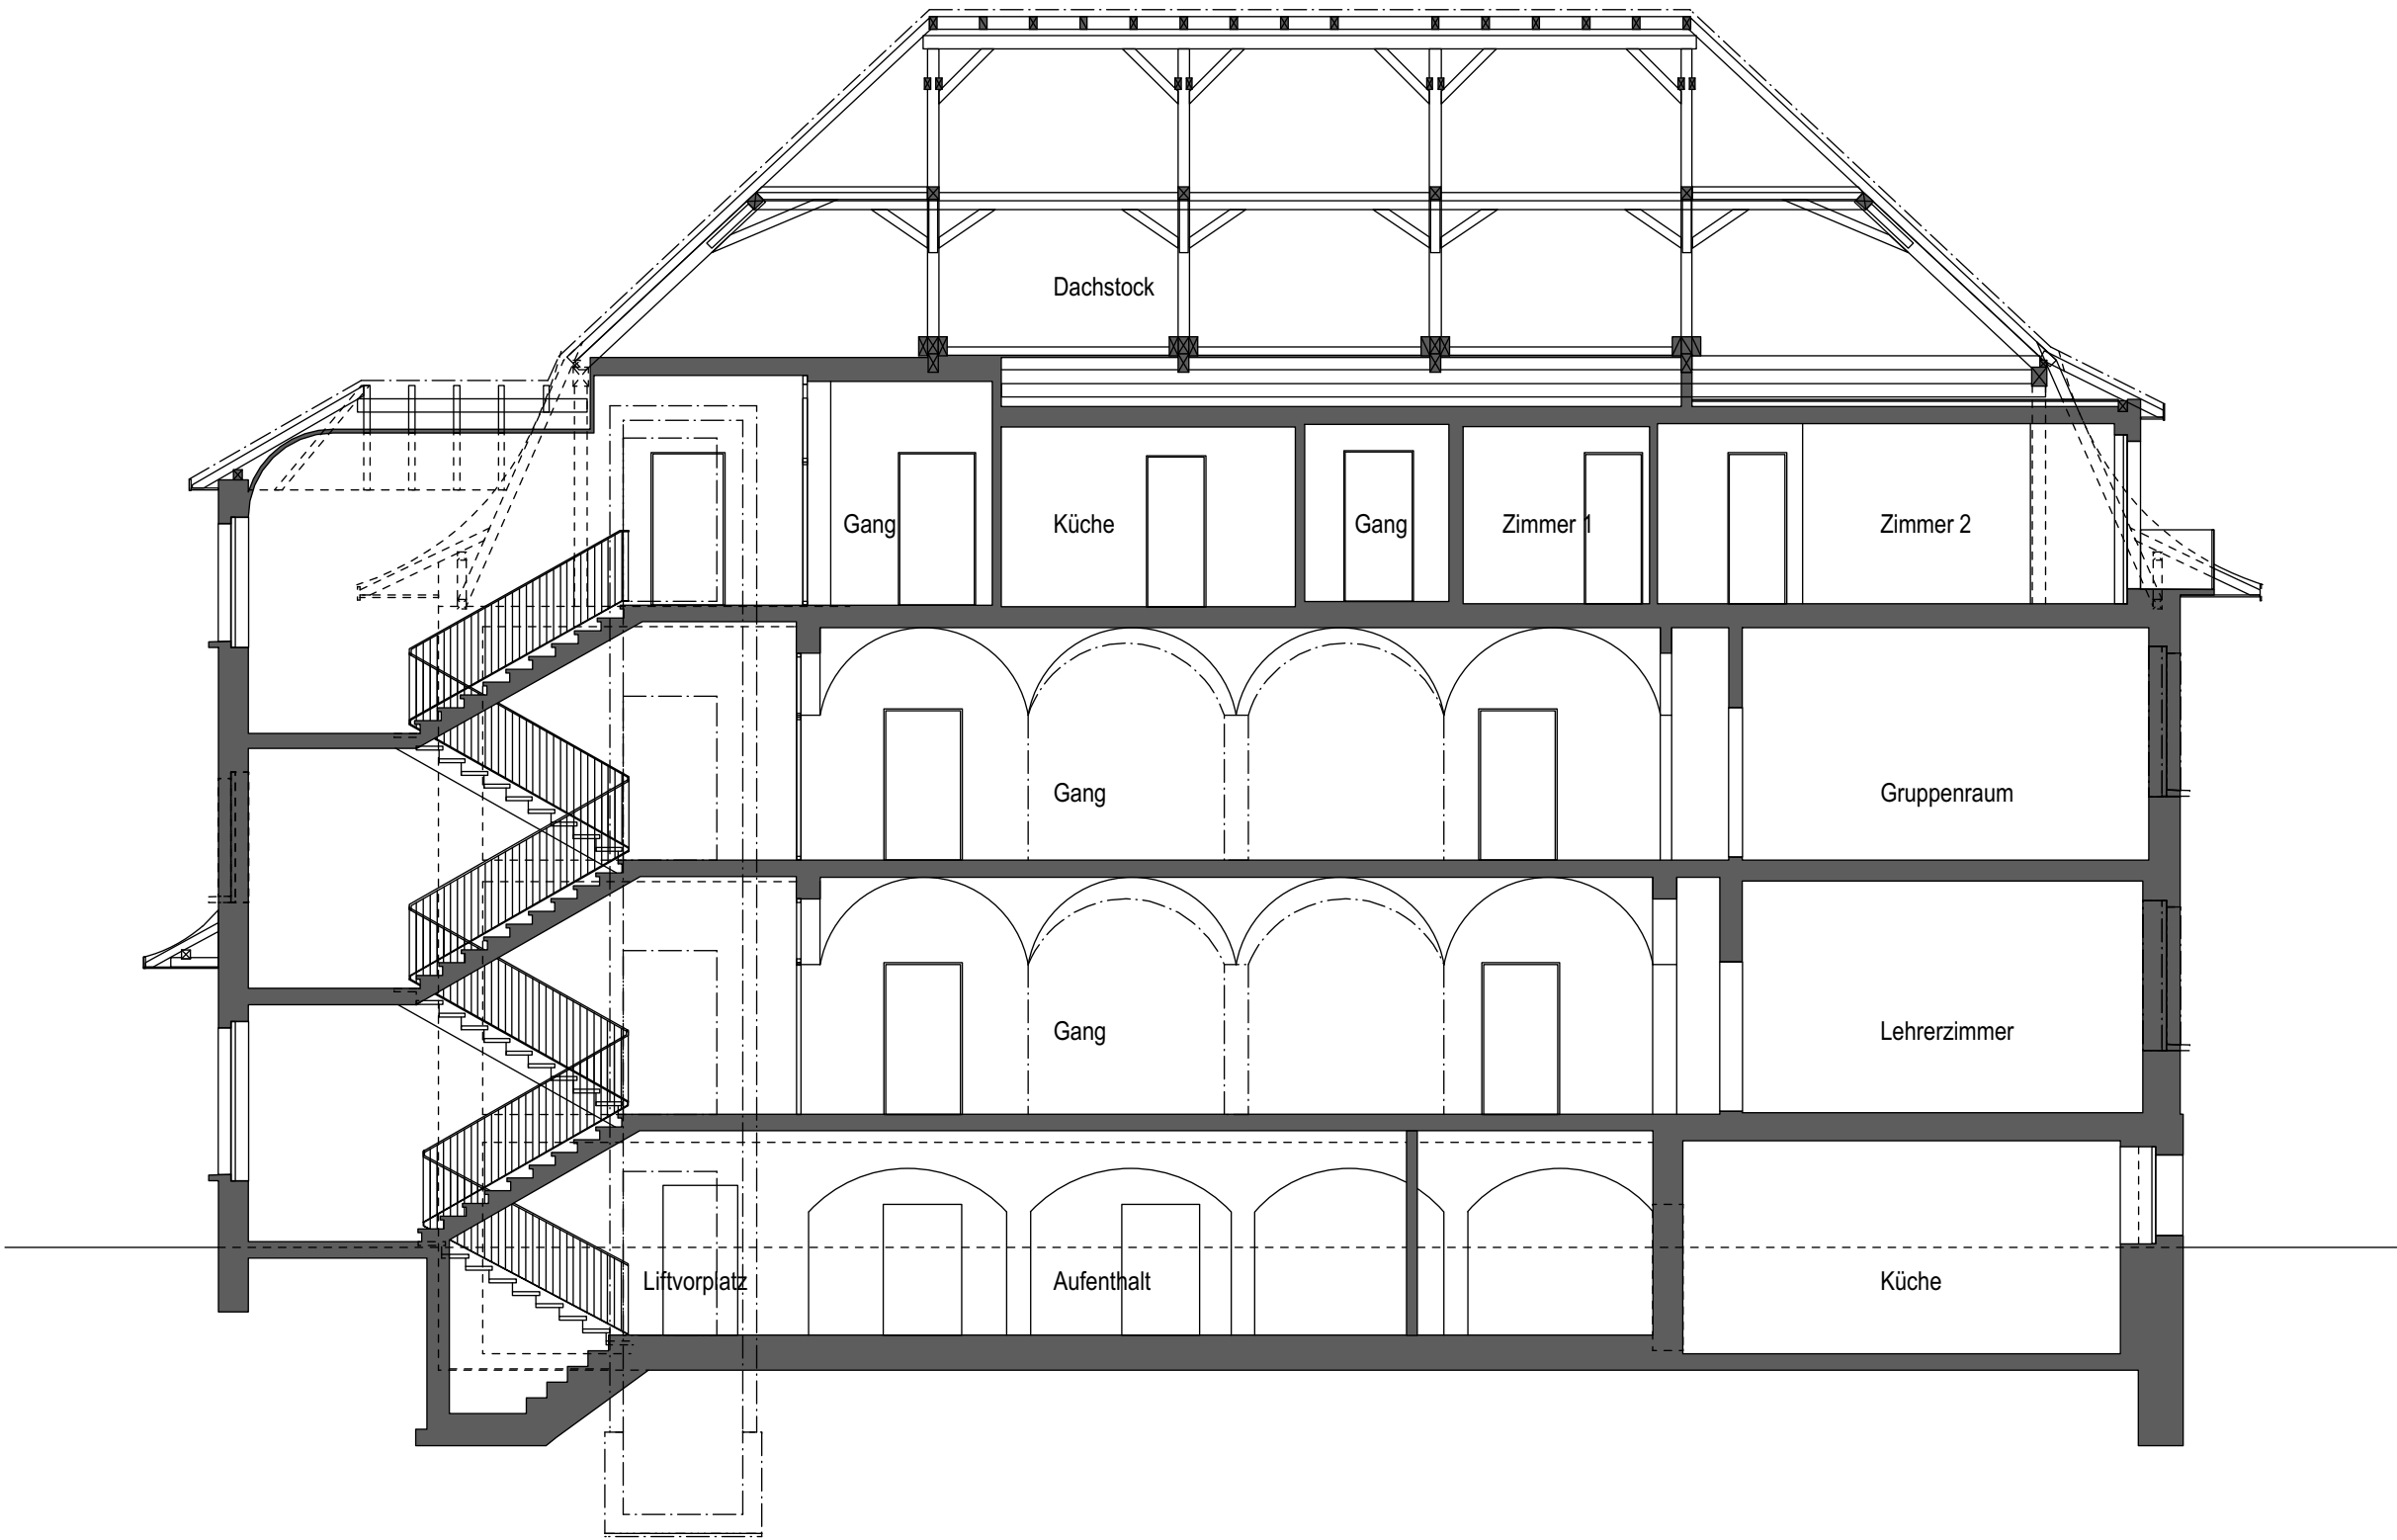 Dachstock
Gang
Küche
Gang
Zimmer 1
Zimmer 2
Gang
Gruppenraum
Gang
Lehrerzimmer
Liftvorplatz
Aufenthalt
Küche